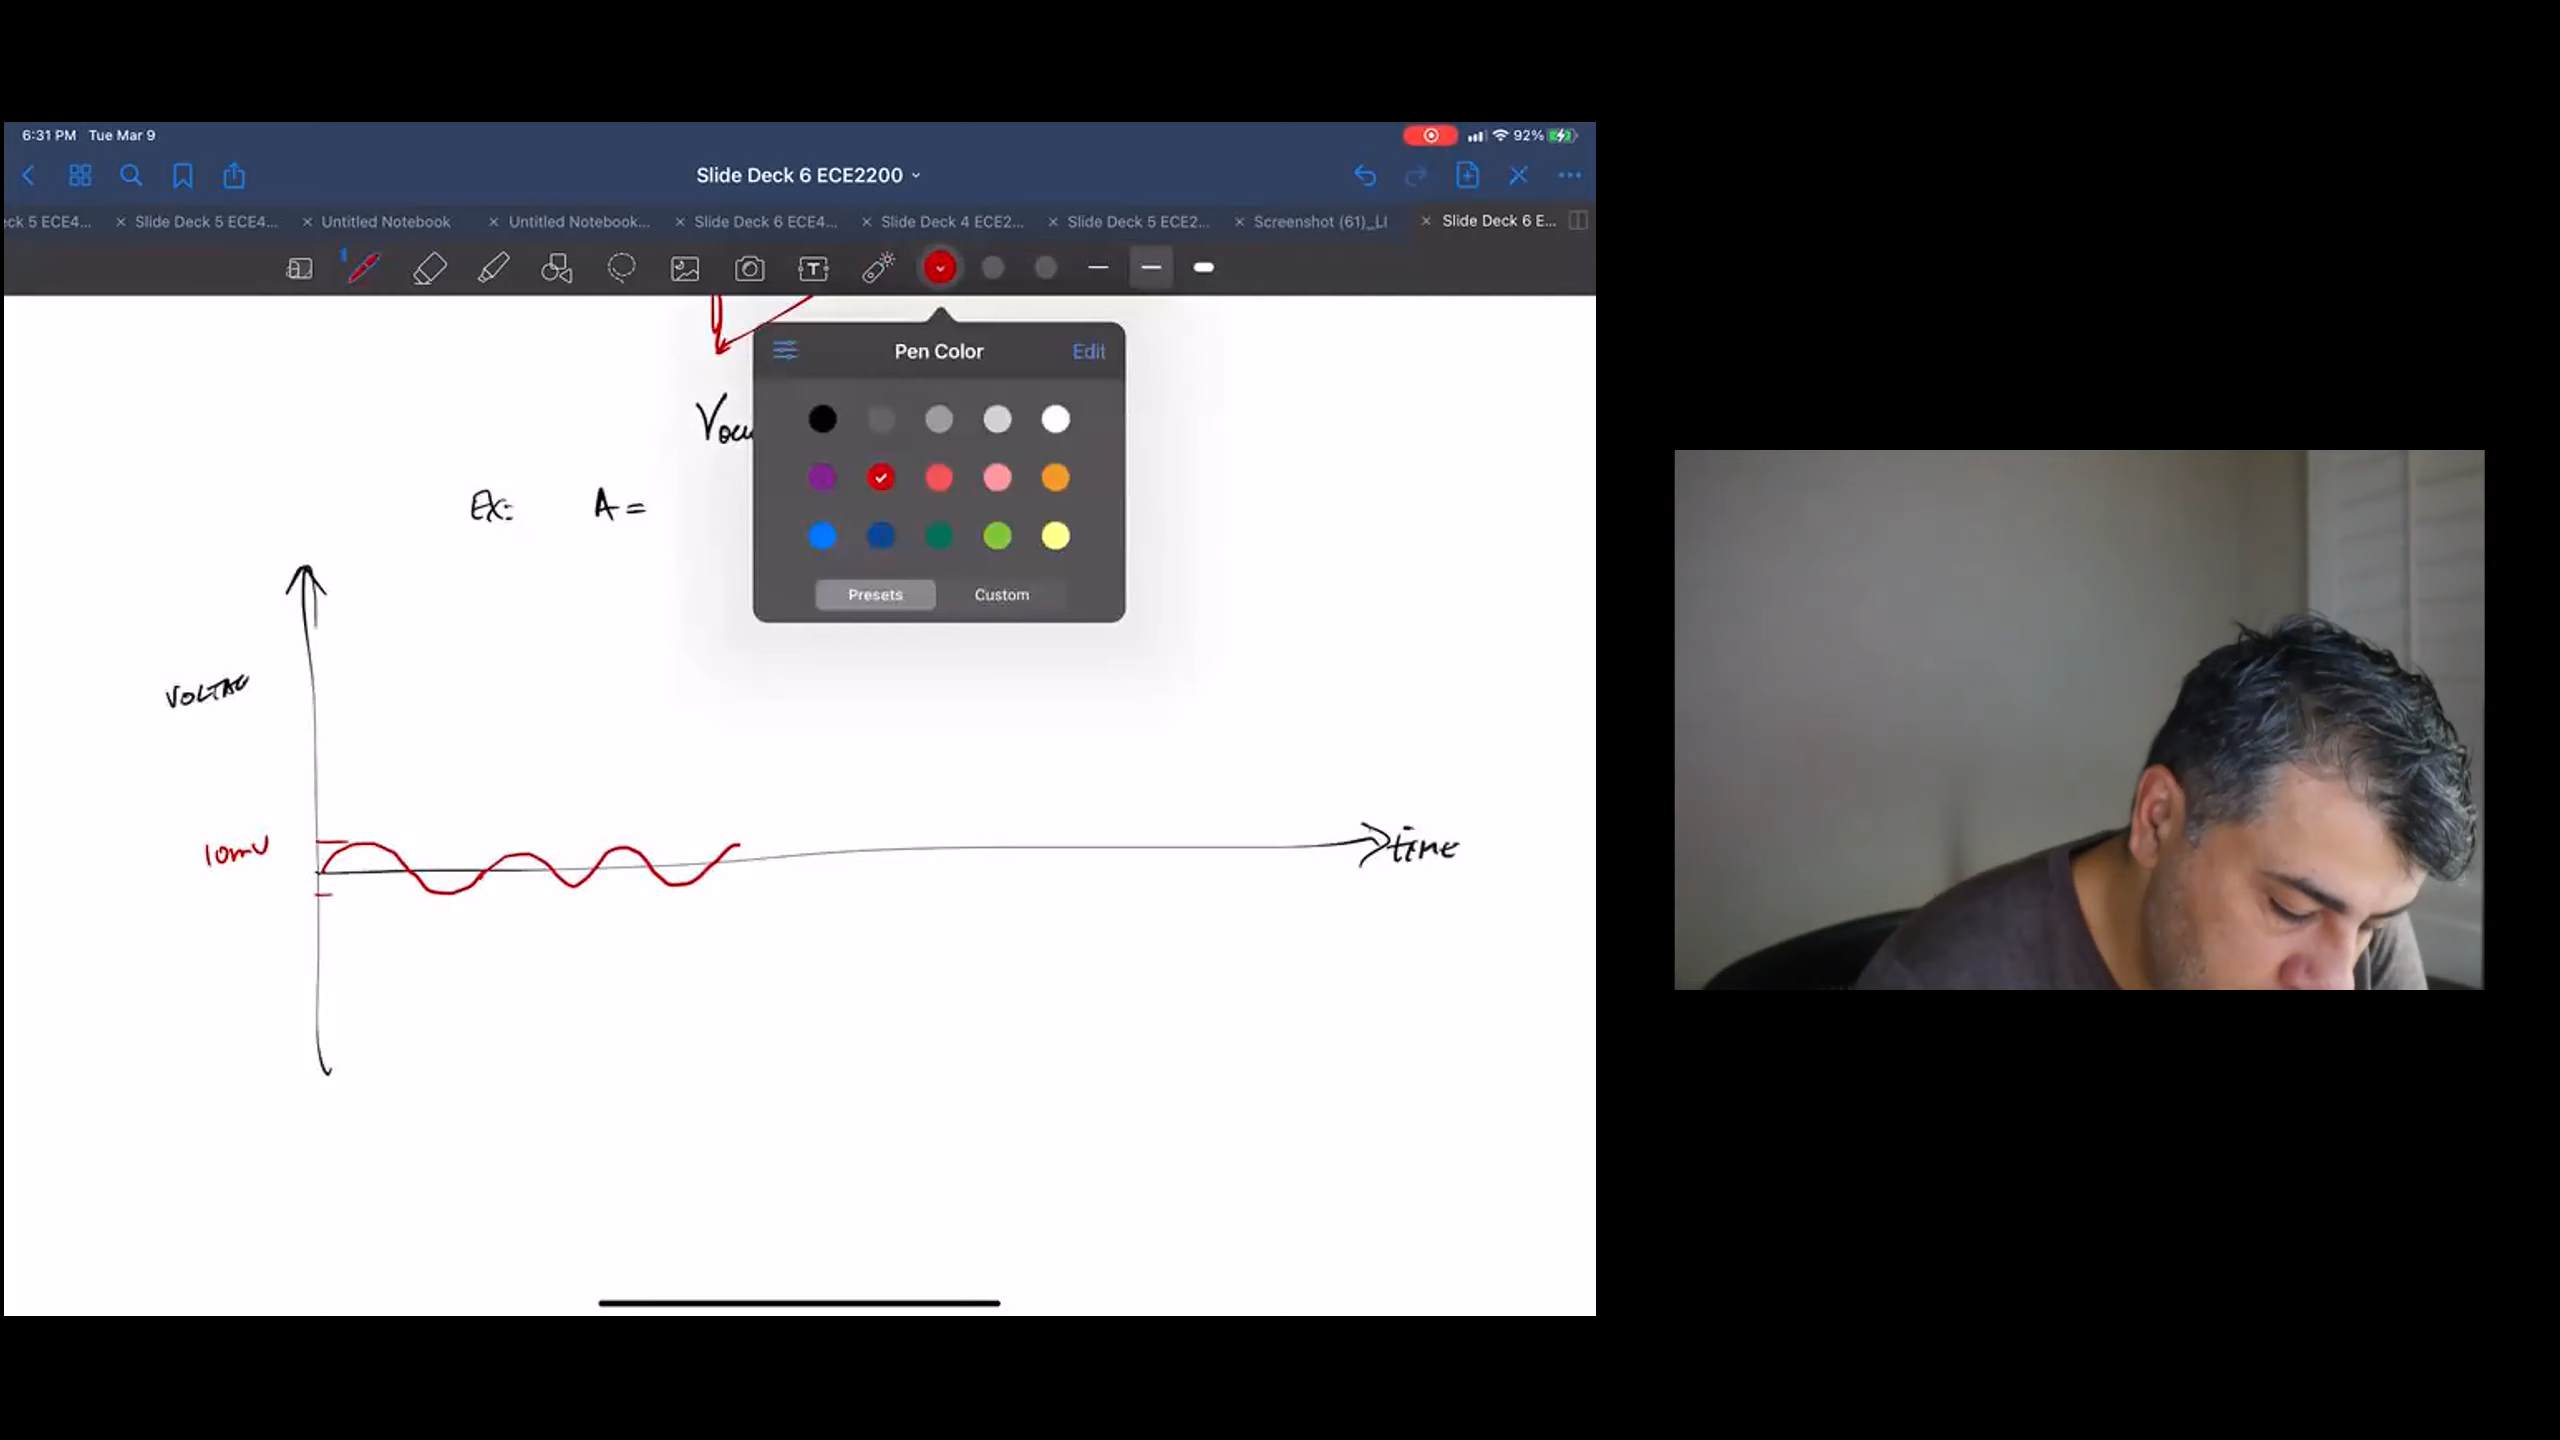 6:31 PM Tue Mar 9
92%
Slide Deck 6 ECE2200
ck 5 ECE4...
Slide Deck 5 ECE4...
Untitled Notebook
Untitled Notebook...
Slide Deck 6 ECE4...
Slide Deck 4 ECE2...
Slide Deck 5 ECE2...
Screenshot (61)_LI
Slide Deck 6 E...
1
T
Pen Color
Edit
Ex: A =
Presets
Custom
VOLTAG
10mV
time